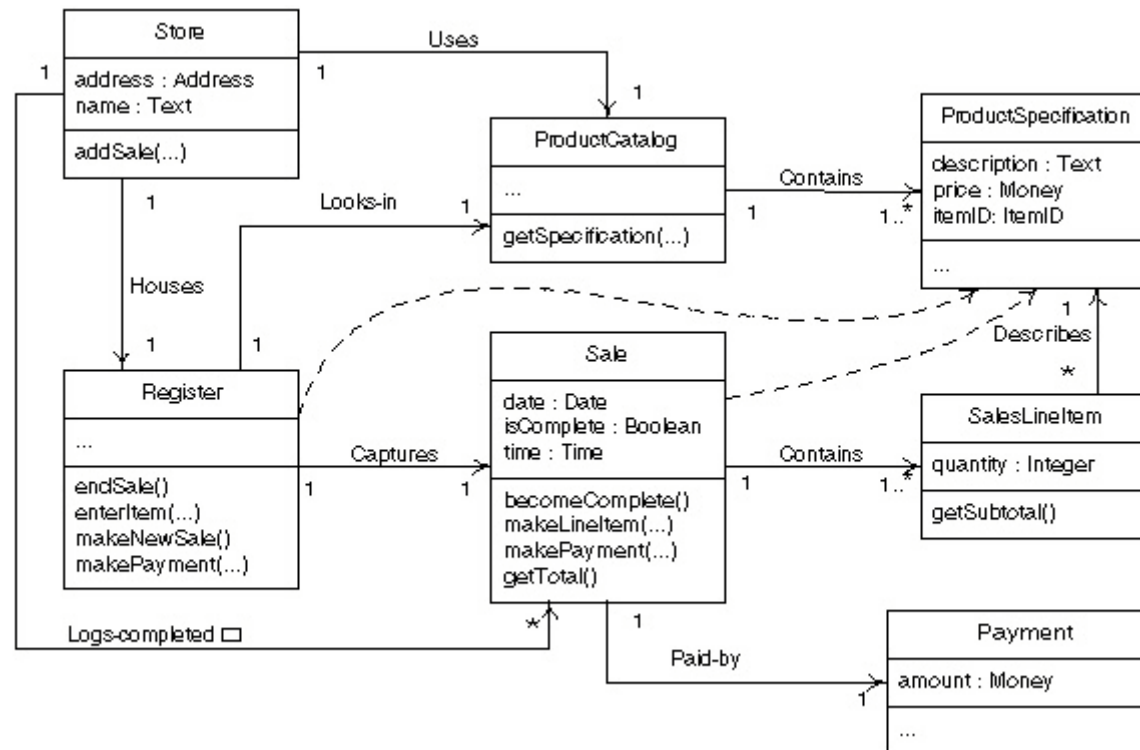 Store
address : Address
name : Text
addSale(...)
1
1
Uses
1
ProductCatalog
...
getSpecification(...)
1
Contains
1..*
ProductSpecification
description : Text
price : Money
itemID: ItemID
...
1
Houses
1
Looks-in
1
1
Register
...
endSale()
enterItem(...)
makeNewSale()
makePayment(...)
1
Captures
1
Sale
date : Date
isComplete : Boolean
time : Time
becomeComplete()
makeLineItem(...)
makePayment(...)
getTotal()
1
Contains
1..*
1
Describes
*
SalesLineItem
quantity : Integer
getSubtotal()
Logs-completed
*
1
Paid-by
1
Payment
amount : Money
...